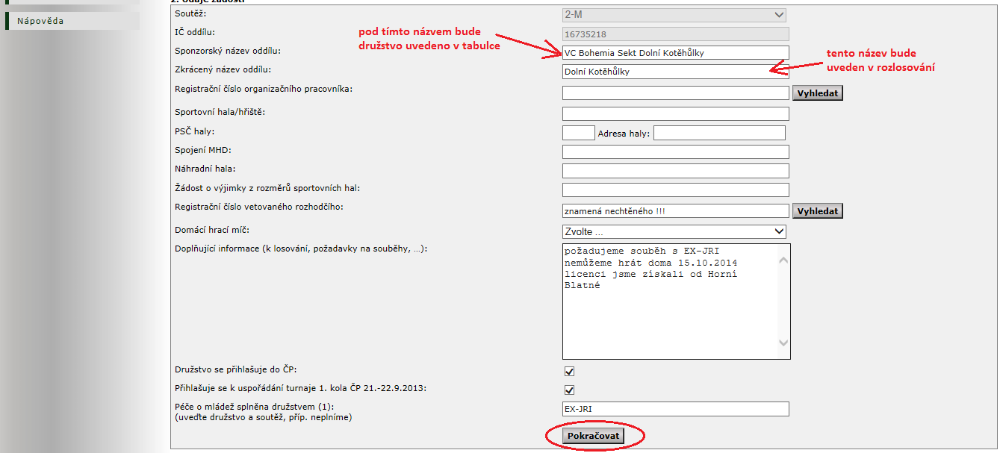 2. Údaje žádosti
Nápověda
Soutěž: 2-M
IČ oddílu: 16735218
pod tímto názvem bude
družstvo uvedeno v tabulce
Sponzorský název oddílu: VC Bohemia Sekt Dolní Kotěhůlky
tento název bude
uveden v rozlosování
Zkrácený název oddílu: Dolní Kotěhůlky
Registrační číslo organizačního pracovníka: Vyhledat
Sportovní hala/hřiště:
PSČ haly: Adresa haly:
Spojení MHD:
Náhradní hala:
Žádost o výjimky z rozměrů sportovních hal:
Registrační číslo vetovaného rozhodčího: znamená nechtěného !!! Vyhledat
Domácí hrací míč: Zvolte ...
Doplňující informace (k losování, požadavky na souběhy, ...):
požadujeme souběh s EX-JRI
nemůžeme hrát doma 15.10.2014
licenci jsme získali od Horní
Blatné
Družstvo se přihlašuje do ČP:
Přihlašuje se k uspořádání turnaje 1. kola ČP 21.-22.9.2013:
Péče o mládež splněna družstvem (1): EX-JRI
(uveďte družstvo a soutěž, příp. neplníme)
Pokračovat